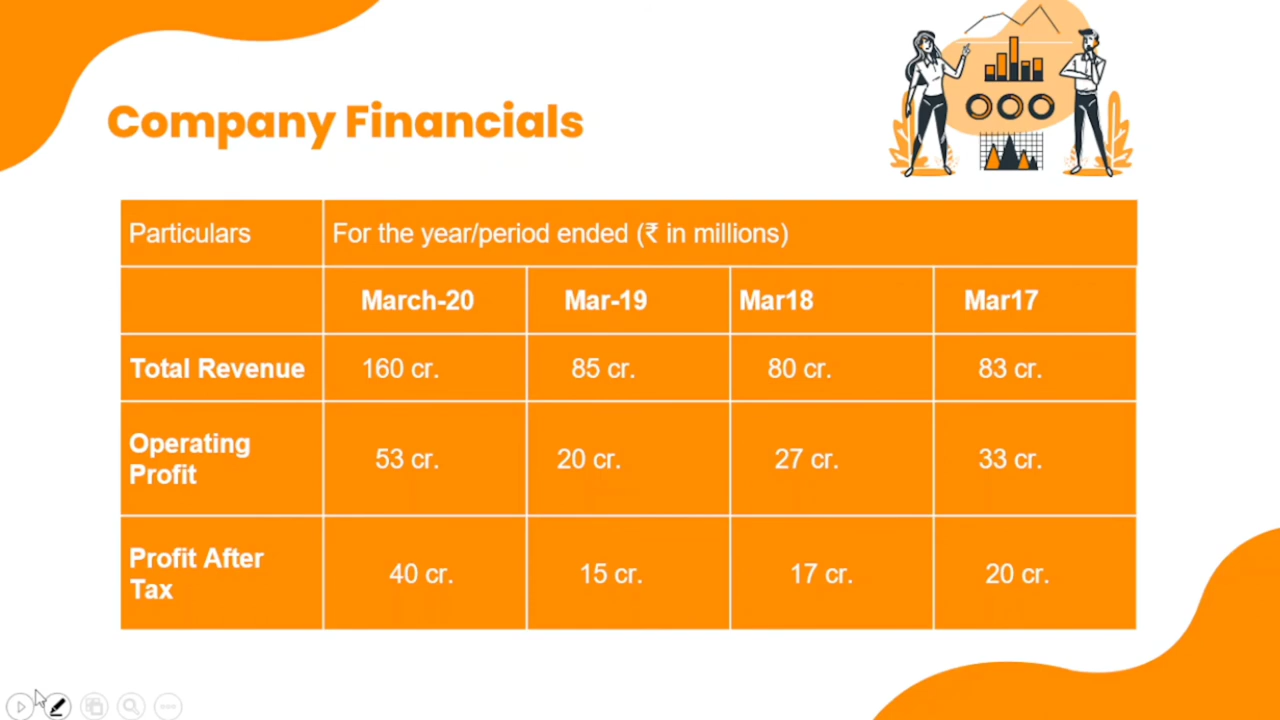 Company Financials
Particulars For the year/period ended (₹ in millions)
March-20 Mar-19 Mar18 Mar17
Total Revenue 160 cr. 85 cr. 80 cr. 83 cr.
Operating
Profit 53 cr. 20 cr. 27 cr. 33 cr.
Profit After
Tax 40 cr. 15 cr. 17 cr. 20 cr.